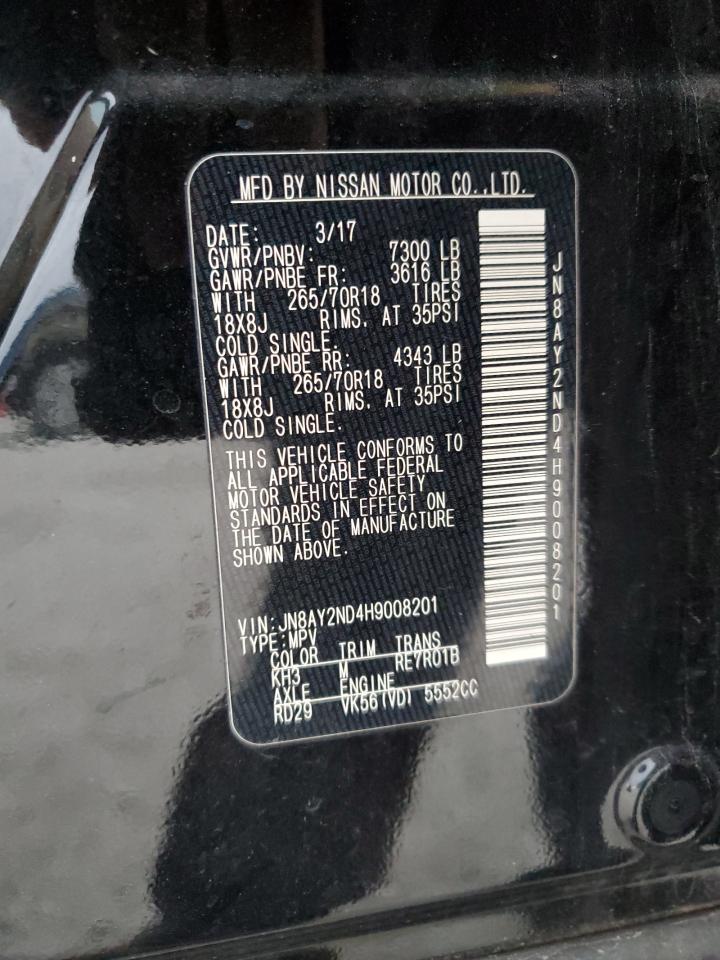 MFD BY NISSAN MOTOR CO.,LTD.
DATE: 3/17
GVWR/PNBV: 7300 LB
GAWR/PNBE FR: 3616 LB
WITH 265/70R18 TIRES
18X8J RIMS, AT 35PSI
COLD SINGLE.
GAWR/PNBE RR: 4343 LB
WITH 265/70R18 TIRES
18X8J RIMS, AT 35PSI
COLD SINGLE.
THIS VEHICLE CONFORMS TO
ALL APPLICABLE FEDERAL
MOTOR VEHICLE SAFETY
STANDARDS IN EFFECT ON
THE DATE OF MANUFACTURE
SHOWN ABOVE.
VIN:JN8AY2ND4H9008201
TYPE:MPV
COLOR TRIM TRANS
KH3 M RE7R01B
AXLE ENGINE
RD29 VK56(VD) 5552CC
JN8AY2ND4H9008201